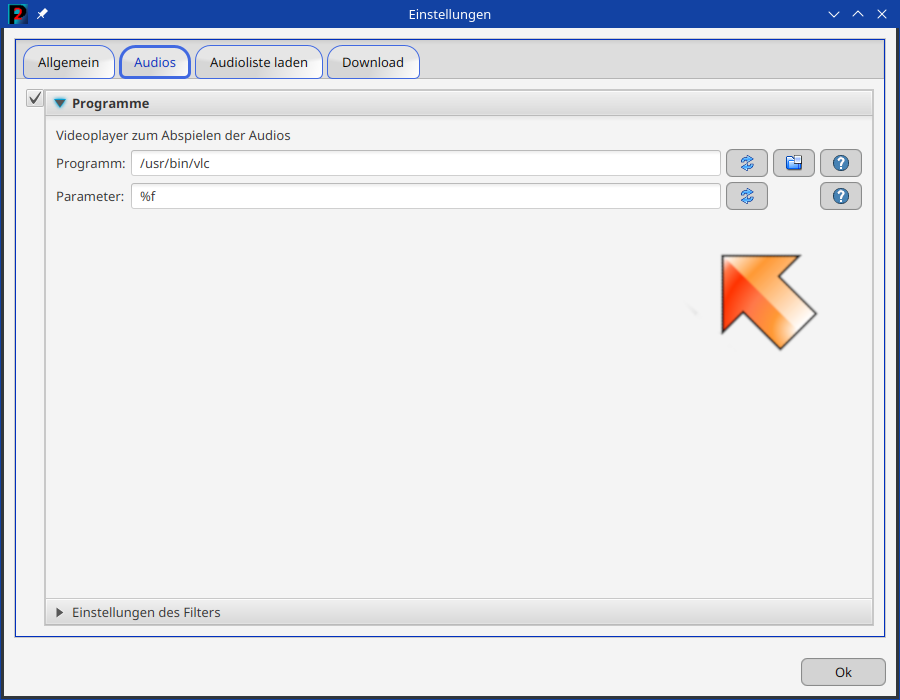 Einstellungen
Allgemein Audios Audioliste laden Download
Programme
Videoplayer zum Abspielen der Audios
Programm: /usr/bin/vlc
Parameter: %f
Einstellungen des Filters
Ok